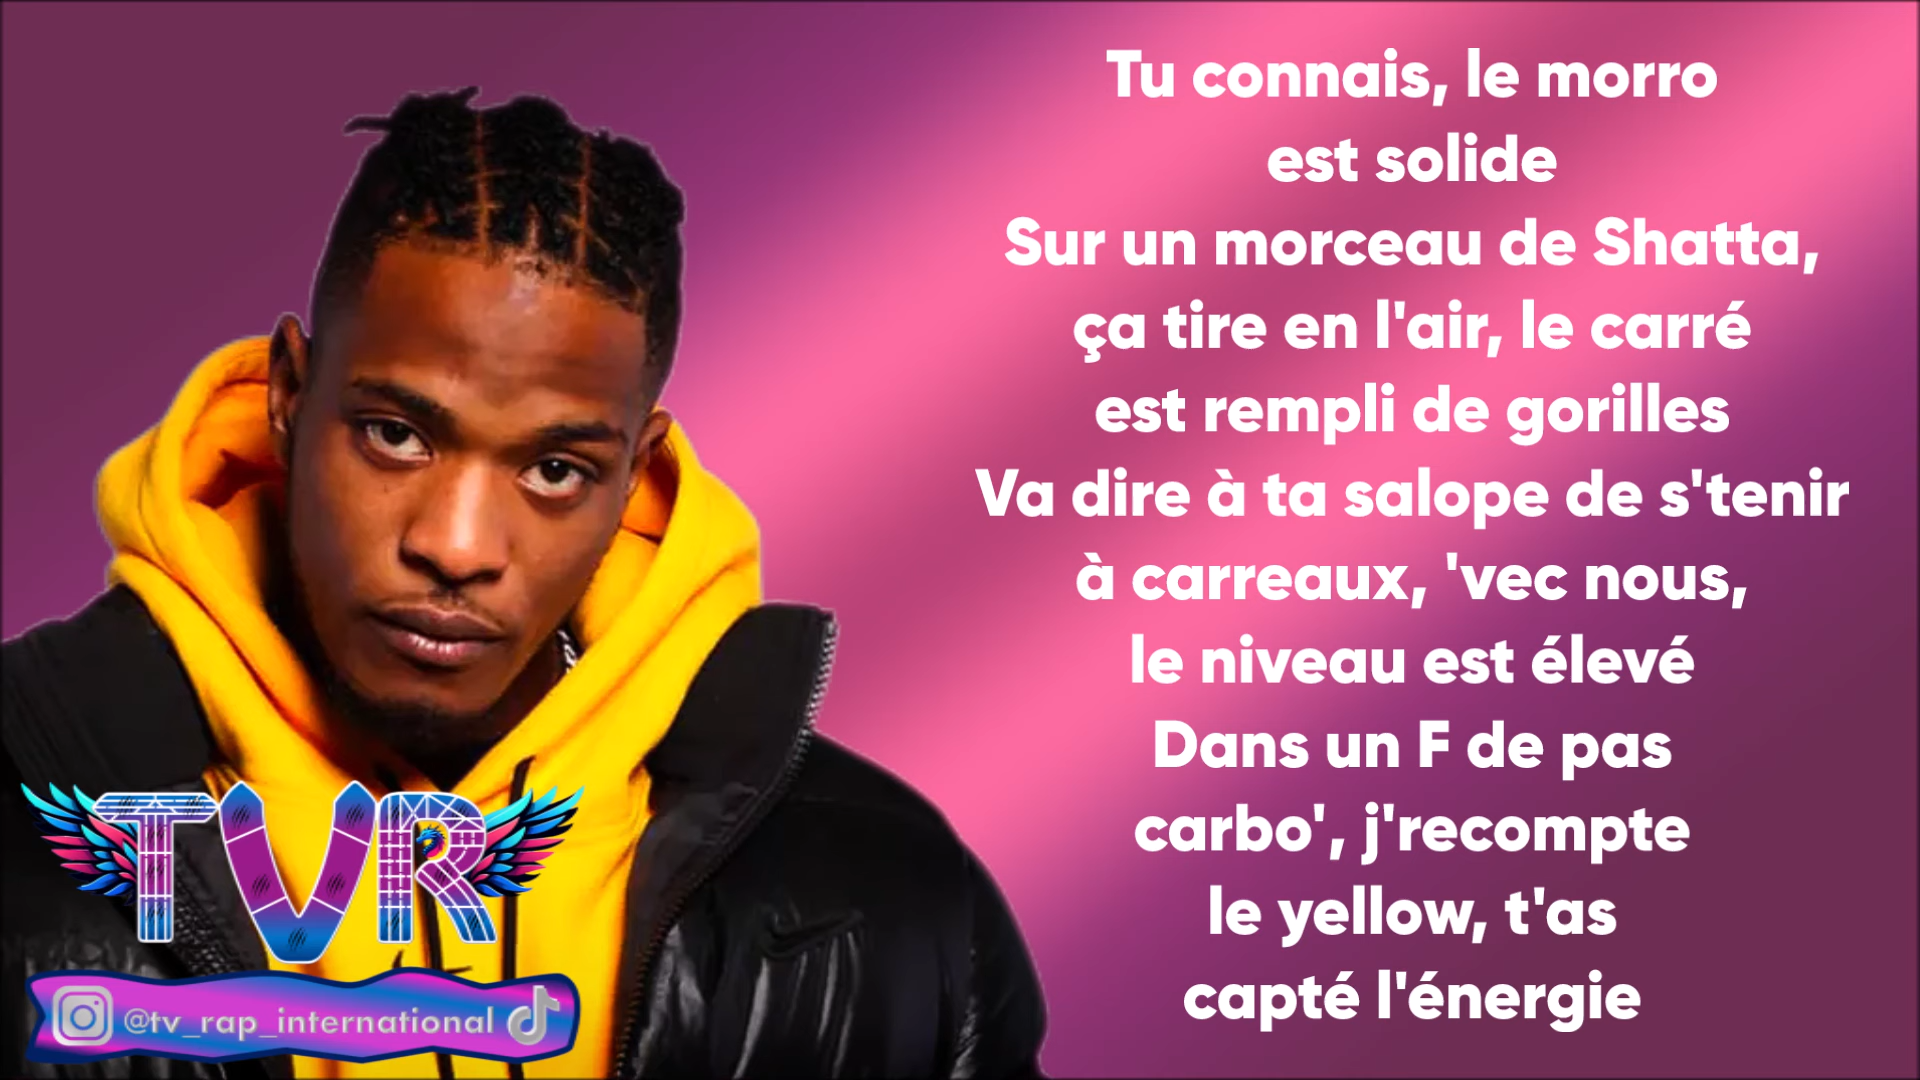 Tu connais, le morro
est solide
Sur un morceau de Shatta,
ça tire en l'air, le carré
est rempli de gorilles
Va dire à ta salope de s'tenir
à carreaux, 'vec nous,
le niveau est élevé
Dans un F de pas
carbo', j'recompte
le yellow, t'as
capté l'énergie
TVR
@tv_rap_international